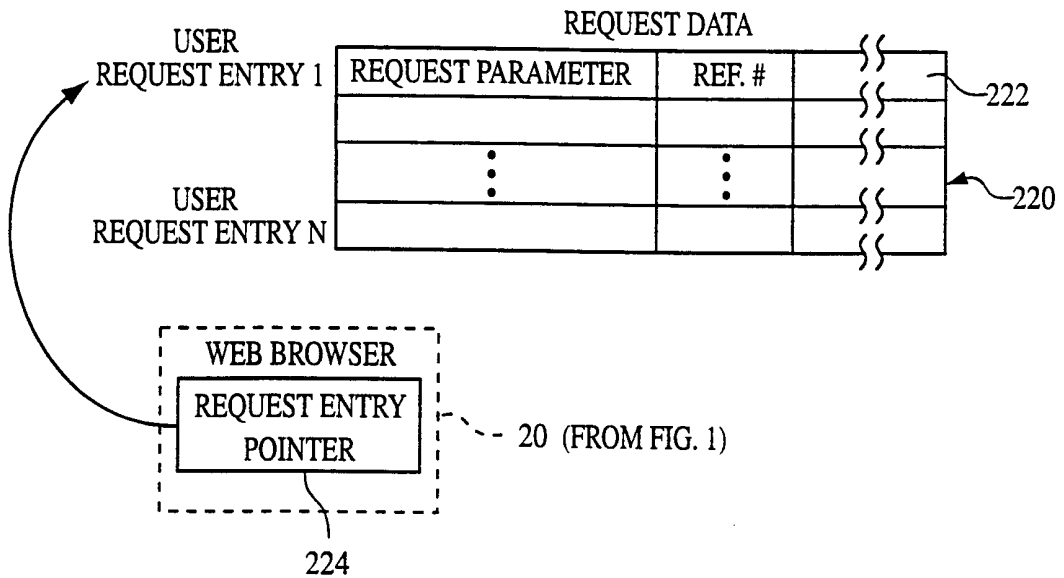 REQUEST DATA
USER
REQUEST ENTRY 1
REQUEST PARAMETER
REF. #
222
220
USER
REQUEST ENTRY N
WEB BROWSER
REQUEST ENTRY
POINTER
20 (FROM FIG. 1)
224